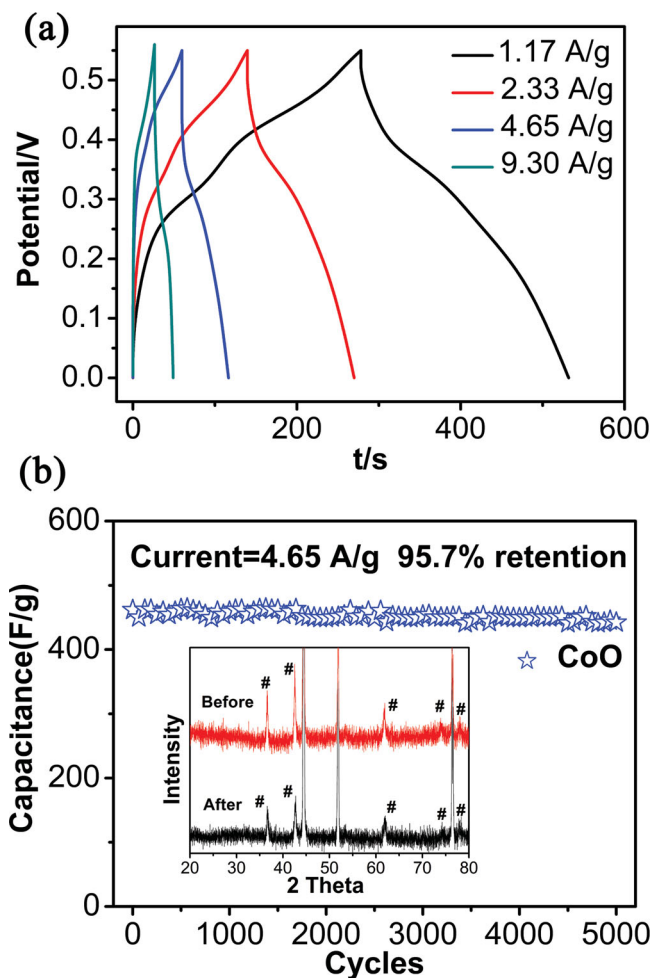 (a)
1.17 A/g
2.33 A/g
4.65 A/g
9.30 A/g
0.5
0.4
0.3
0.2
0.1
0.0
Potential/V
0 200 400 600
t/s
(b)
600
400
200
0
Capacitance(F/g)
Current=4.65 A/g 95.7% retention
CoO
# # # # #
Before
# # # # #
After
Intensity
20 30 40 50 60 70 80
2 Theta
0 1000 2000 3000 4000 5000
Cycles